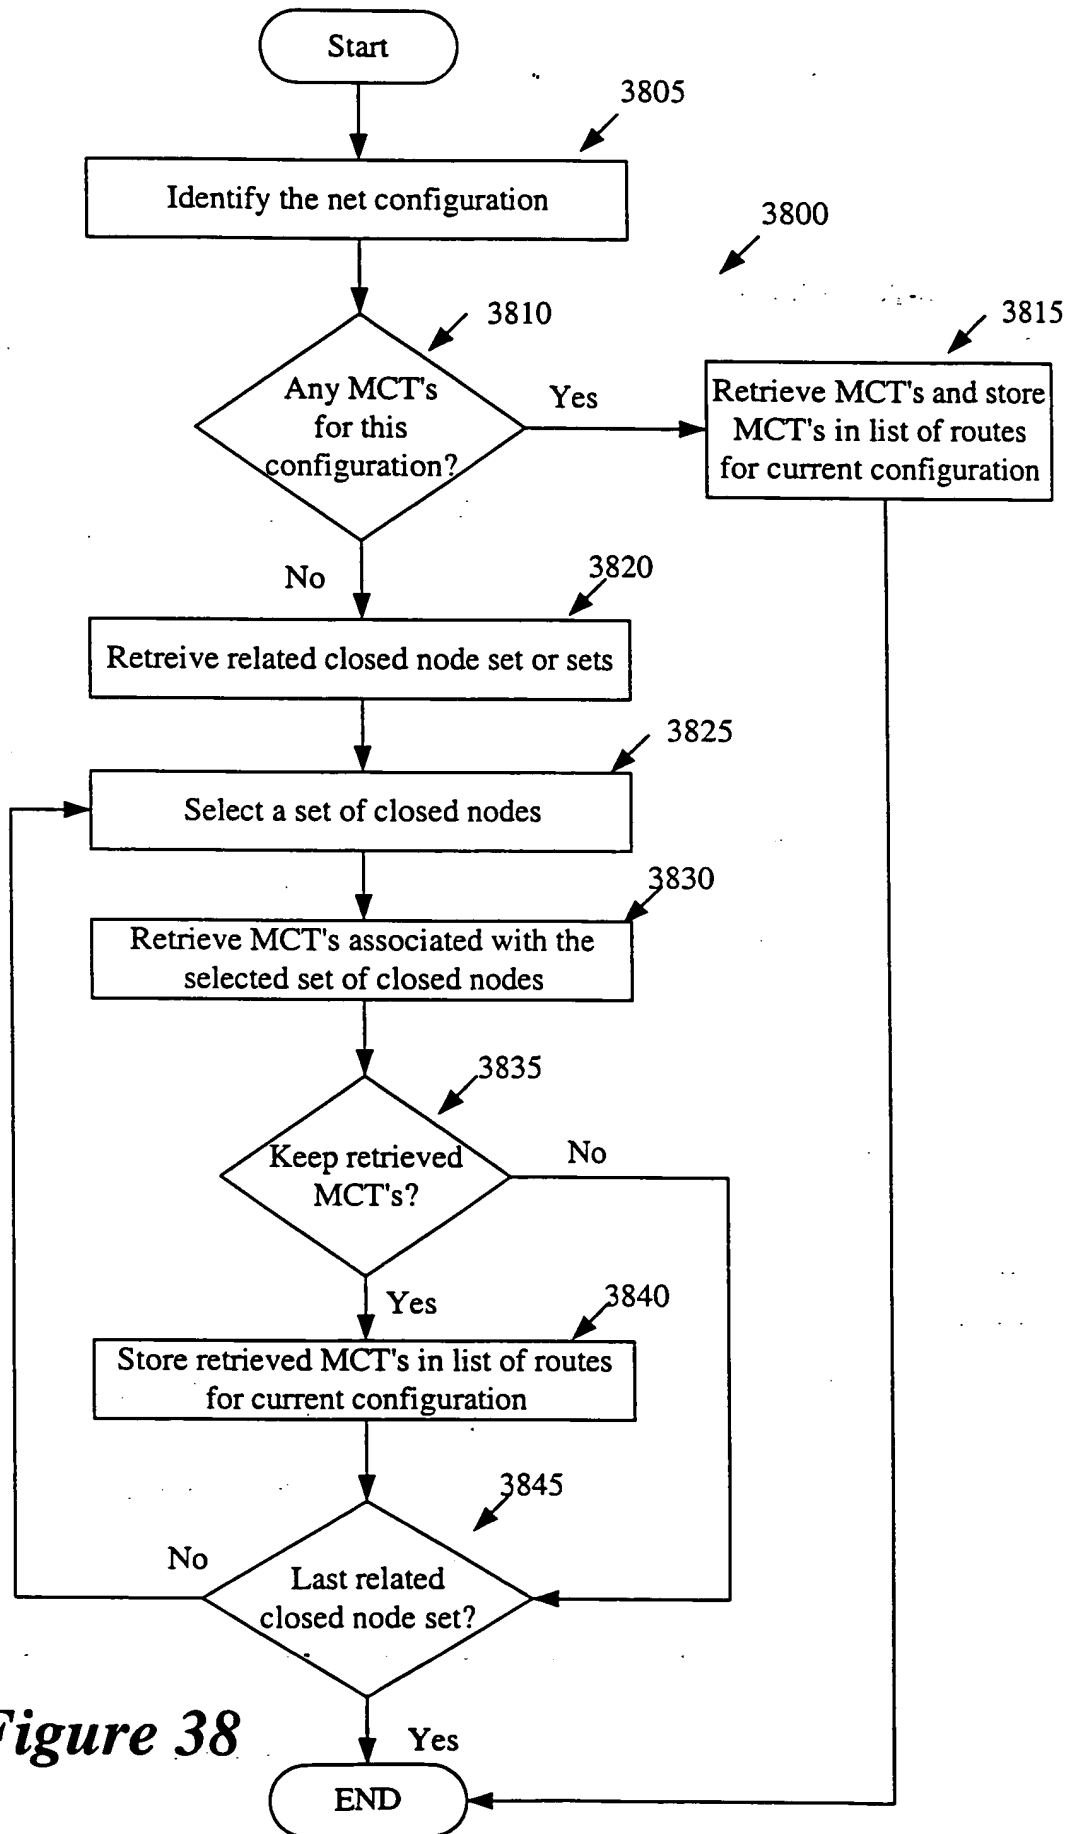 Start
3805
Identify the net configuration
3800
3810
3815
Any MCT's
for this
configuration?
Yes
Retrieve MCT's and store
MCT's in list of routes
for current configuration
No
3820
Retreive related closed node set or sets
3825
Select a set of closed nodes
3830
Retrieve MCT's associated with the
selected set of closed nodes
3835
Keep retrieved
MCT's?
No
Yes
3840
Store retrieved MCT's in list of routes
for current configuration
3845
No
Last related
closed node set?
Figure 38
Yes
END